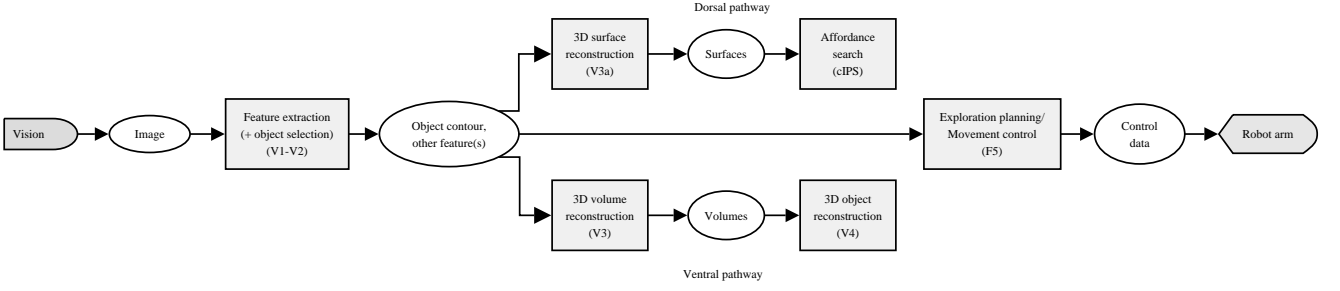 Dorsal pathway
Vision
Image
Feature extraction
(+ object selection)
(V1-V2)
Object contour,
other feature(s)
3D surface
reconstruction
(V3a)
Surfaces
Affordance
search
(cIPS)
3D volume
reconstruction
(V3)
Volumes
3D object
reconstruction
(V4)
Exploration planning/
Movement control
(F5)
Control
data
Robot arm
Ventral pathway